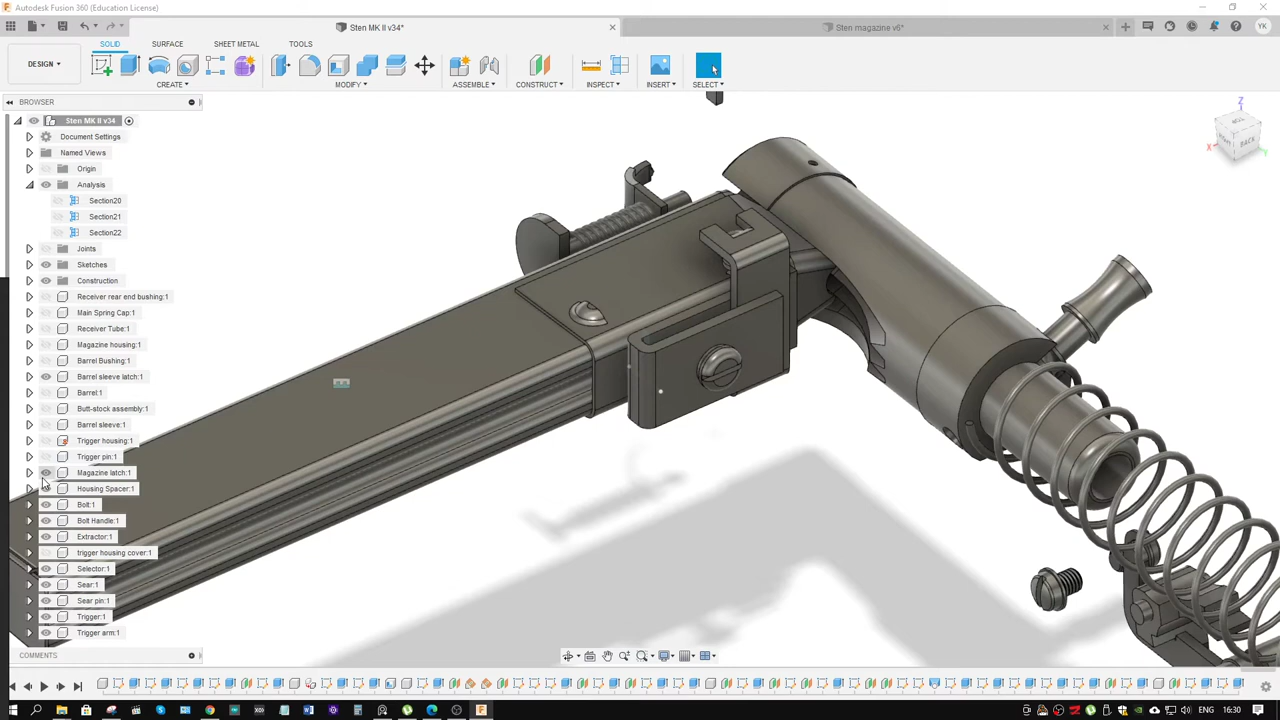 Autodesk Fusion 360 (Education License)
Sten MK II v34*
Sten magazine v6*
YK
DESIGN
SOLID
SURFACE
SHEET METAL
TOOLS
CREATE
MODIFY
ASSEMBLE
CONSTRUCT
INSPECT
INSERT
SELECT
BROWSER
Sten MK II v34
Document Settings
Named Views
Origin
Analysis
Section20
Section21
Section22
Joints
Sketches
Construction
Receiver rear end bushing:1
Main Spring Cap:1
Receiver Tube:1
Magazine housing:1
Barrel Bushing:1
Barrel sleeve latch:1
Barrel:1
Butt-stock assembly:1
Barrel sleeve:1
Trigger housing:1
Trigger pin:1
Magazine latch:1
Housing Spacer:1
Bolt:1
Bolt Handle:1
Extractor:1
trigger housing cover:1
Selector:1
Sear:1
Sear pin:1
Trigger:1
Trigger arm:1
COMMENTS
Z
BACK
X
Y
ENG
16:30